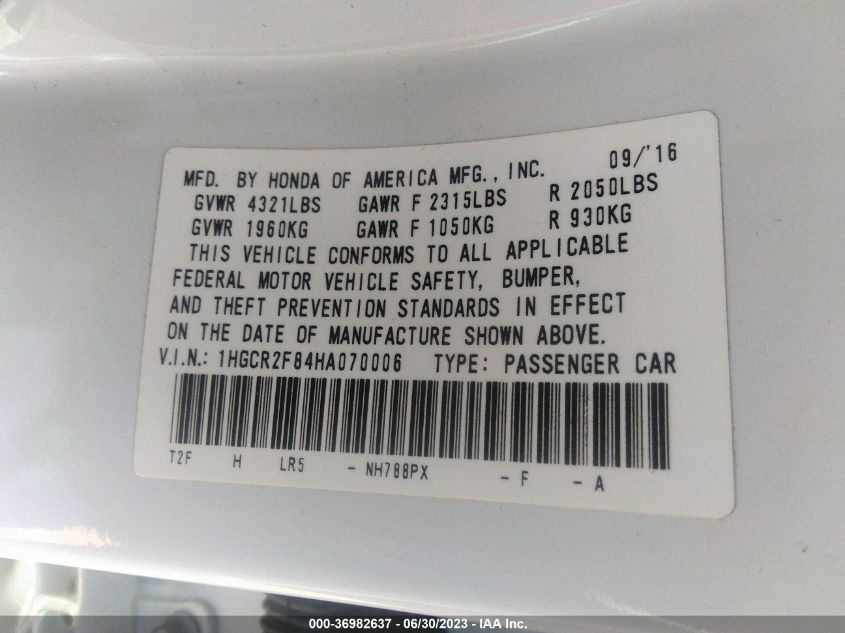 MFD. BY HONDA OF AMERICA MFG., INC. 09/'16
GVWR 4321LBS GAWR F 2315LBS R 2050LBS
GVWR 1960KG GAWR F 1050KG R 930KG
THIS VEHICLE CONFORMS TO ALL APPLICABLE
FEDERAL MOTOR VEHICLE SAFETY, BUMPER,
AND THEFT PREVENTION STANDARDS IN EFFECT
ON THE DATE OF MANUFACTURE SHOWN ABOVE.
V.I.N.: 1HGCR2F84HA070006 TYPE: PASSENGER CAR
T2F H LR5 - NH788PX - F - A
000-36982637 - 06/30/2023 - IAA Inc.